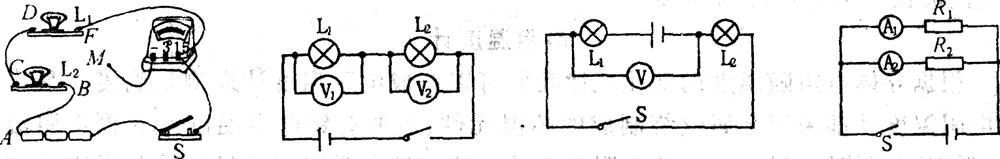 D L₁ F
− 3 15
M
C L₂ B
A S
L₁ L₂
V₁ V₂
L₁ L₂
V
S
A₁ R₁
A₂ R₂
S